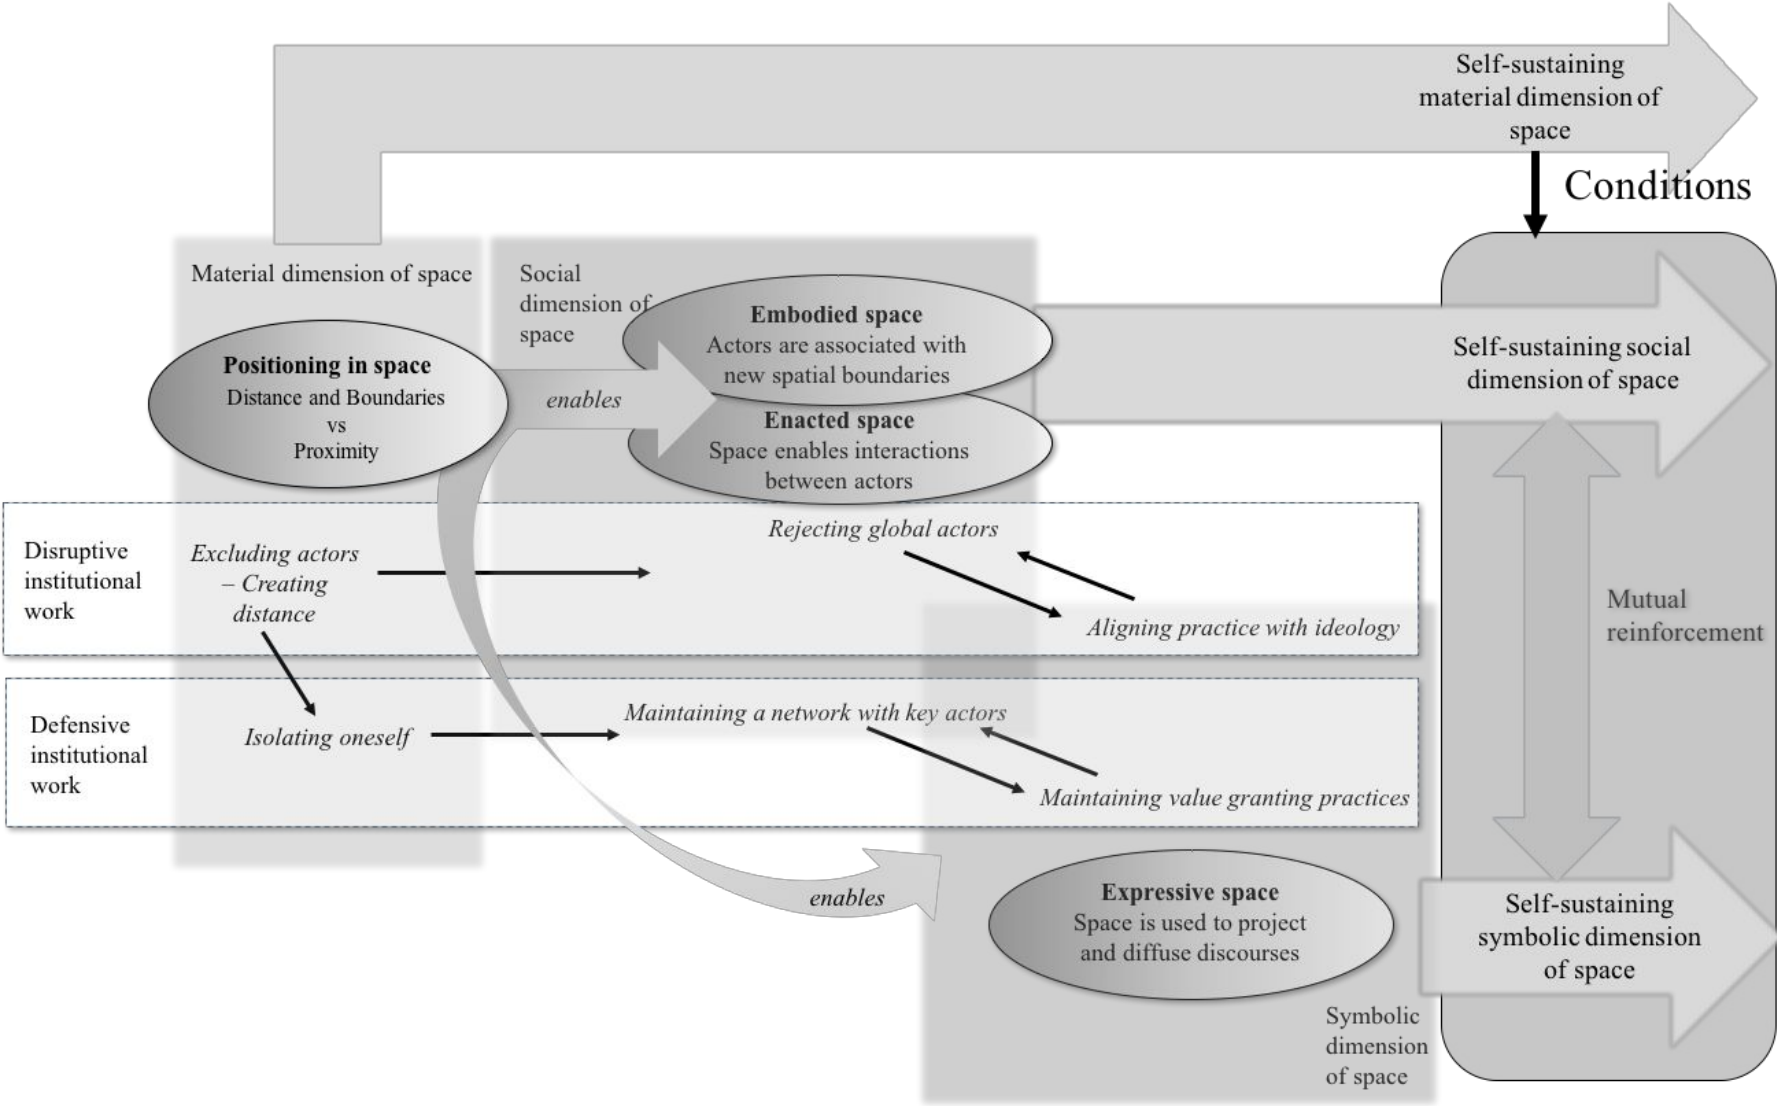 Self-sustaining
material dimension of
space
Conditions
Material dimension of space
Social
dimension of
space
Positioning in space
Distance and Boundaries
vs
Proximity
enables
Embodied space
Actors are associated with
new spatial boundaries
Enacted space
Space enables interactions
between actors
Self-sustaining social
dimension of space
Disruptive
institutional
work
Excluding actors
– Creating
distance
Rejecting global actors
Aligning practice with ideology
Mutual
reinforcement
Defensive
institutional
work
Isolating oneself
Maintaining a network with key actors
Maintaining value granting practices
enables
Expressive space
Space is used to project
and diffuse discourses
Self-sustaining
symbolic dimension
of space
Symbolic
dimension
of space